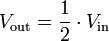 V_out = 1/2 · V_in